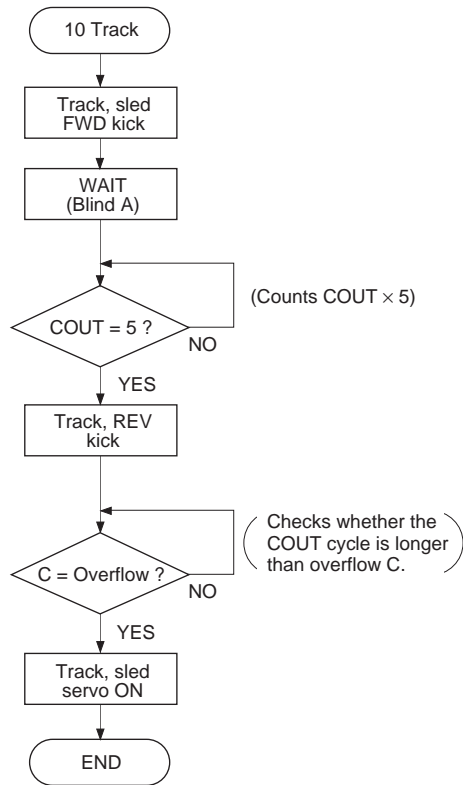 10 Track
Track, sled
FWD kick
WAIT
(Blind A)
(Counts COUT × 5)
COUT = 5 ?
NO
YES
Track, REV
kick
Checks whether the
COUT cycle is longer
than overflow C.
C = Overflow ?
NO
YES
Track, sled
servo ON
END